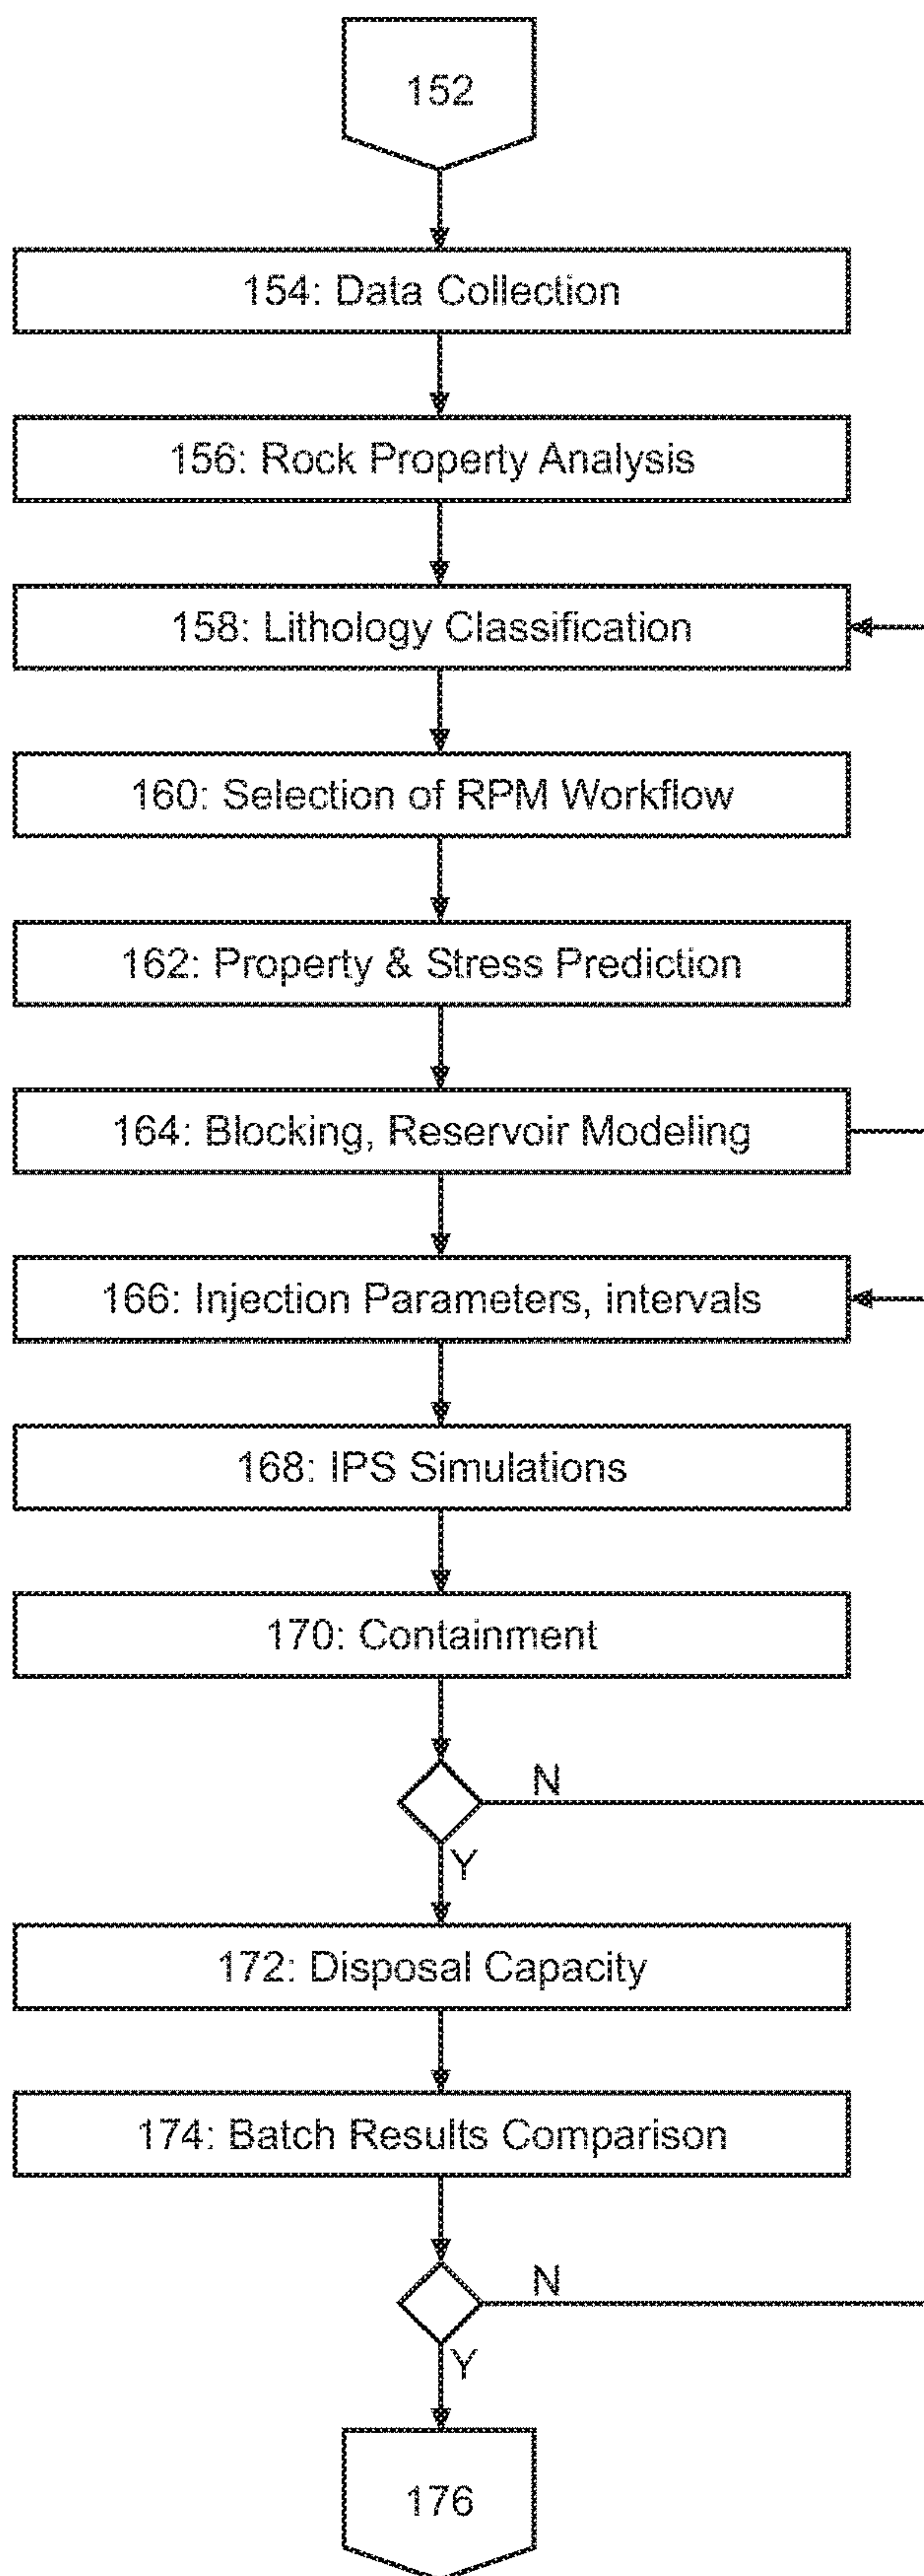 152
154: Data Collection
156: Rock Property Analysis
158: Lithology Classification
160: Selection of RPM Workflow
162: Property & Stress Prediction
164: Blocking, Reservoir Modeling
166: Injection Parameters, intervals
168: IPS Simulations
170: Containment
N
Y
172: Disposal Capacity
174: Batch Results Comparison
N
Y
176